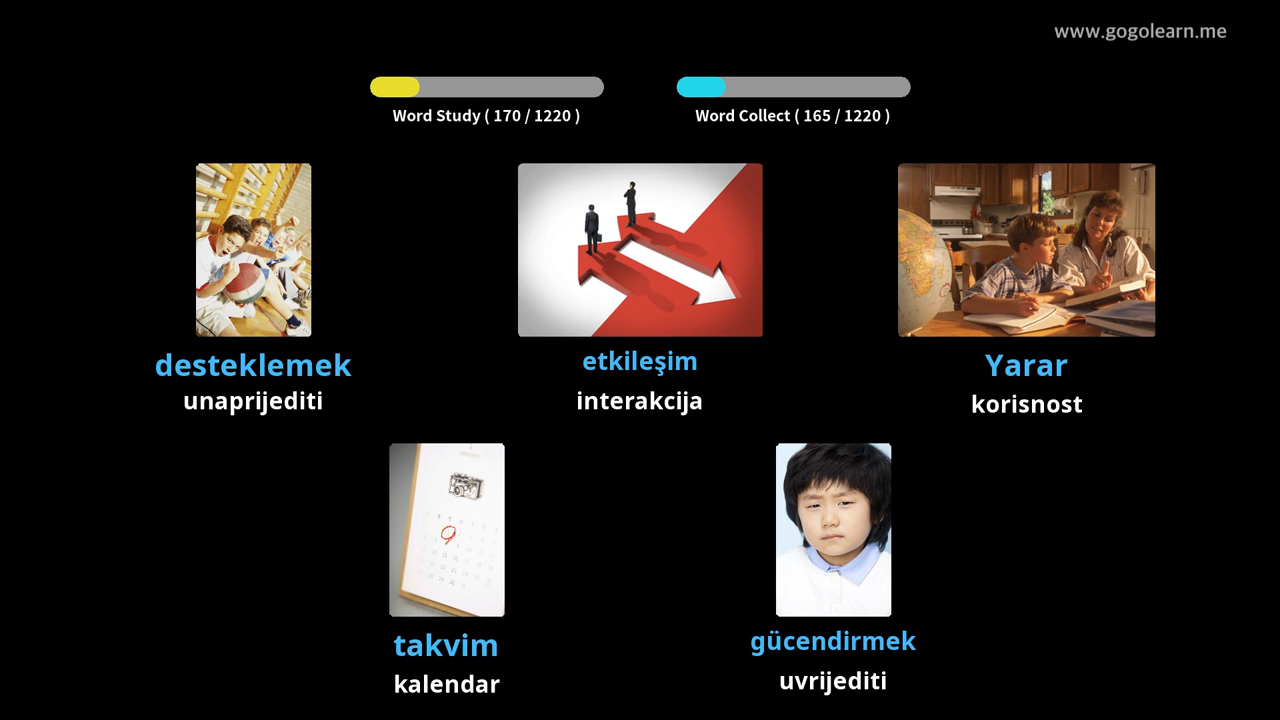 www.gogolearn.me
Word Study ( 170 / 1220 )
Word Collect ( 165 / 1220 )
desteklemek
unaprijediti
etkileşim
interakcija
Yarar
korisnost
takvim
kalendar
gücendirmek
uvrijediti